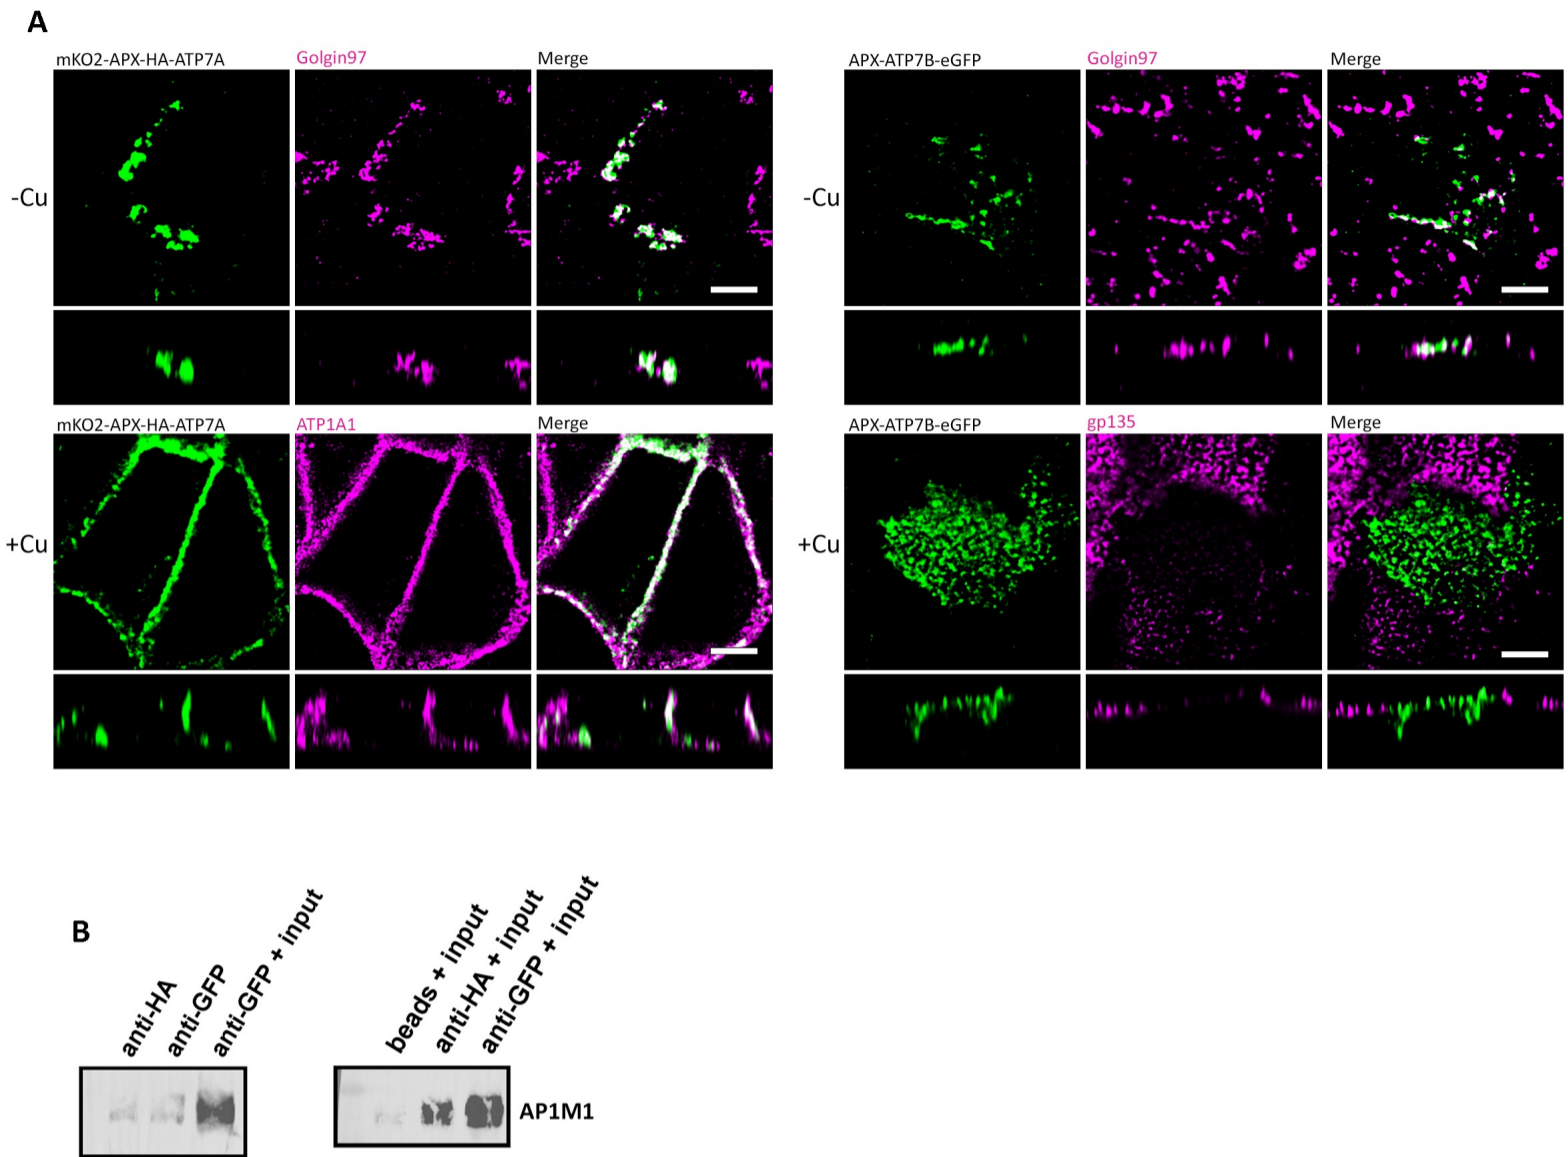 A
mKO2-APX-HA-ATP7A Golgin97 Merge
APX-ATP7B-eGFP Golgin97 Merge
-Cu
-Cu
mKO2-APX-HA-ATP7A ATP1A1 Merge
APX-ATP7B-eGFP gp135 Merge
+Cu
+Cu
B
anti-HA
anti-GFP
anti-GFP + input
beads + input
anti-HA + input
anti-GFP + input
AP1M1